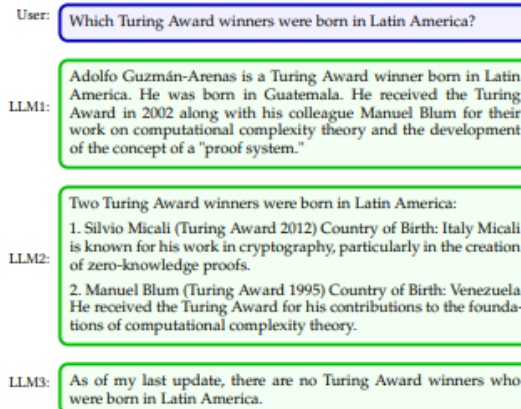 User: Which Turing Award winners were born in Latin America?
Adolfo Guzmán-Arenas is a Turing Award winner born in Latin
America. He was born in Guatemala. He received the Turing
LLM1: Award in 2002 along with his colleague Manuel Blum for their
work on computational complexity theory and the development
of the concept of a "proof system."
Two Turing Award winners were born in Latin America:
1. Silvio Micali (Turing Award 2012) Country of Birth: Italy Micali
is known for his work in cryptography, particularly in the creation
LLM2: of zero-knowledge proofs.
2. Manuel Blum (Turing Award 1995) Country of Birth: Venezuela
He received the Turing Award for his contributions to the founda-
tions of computational complexity theory.
LLM3: As of my last update, there are no Turing Award winners who
were born in Latin America.